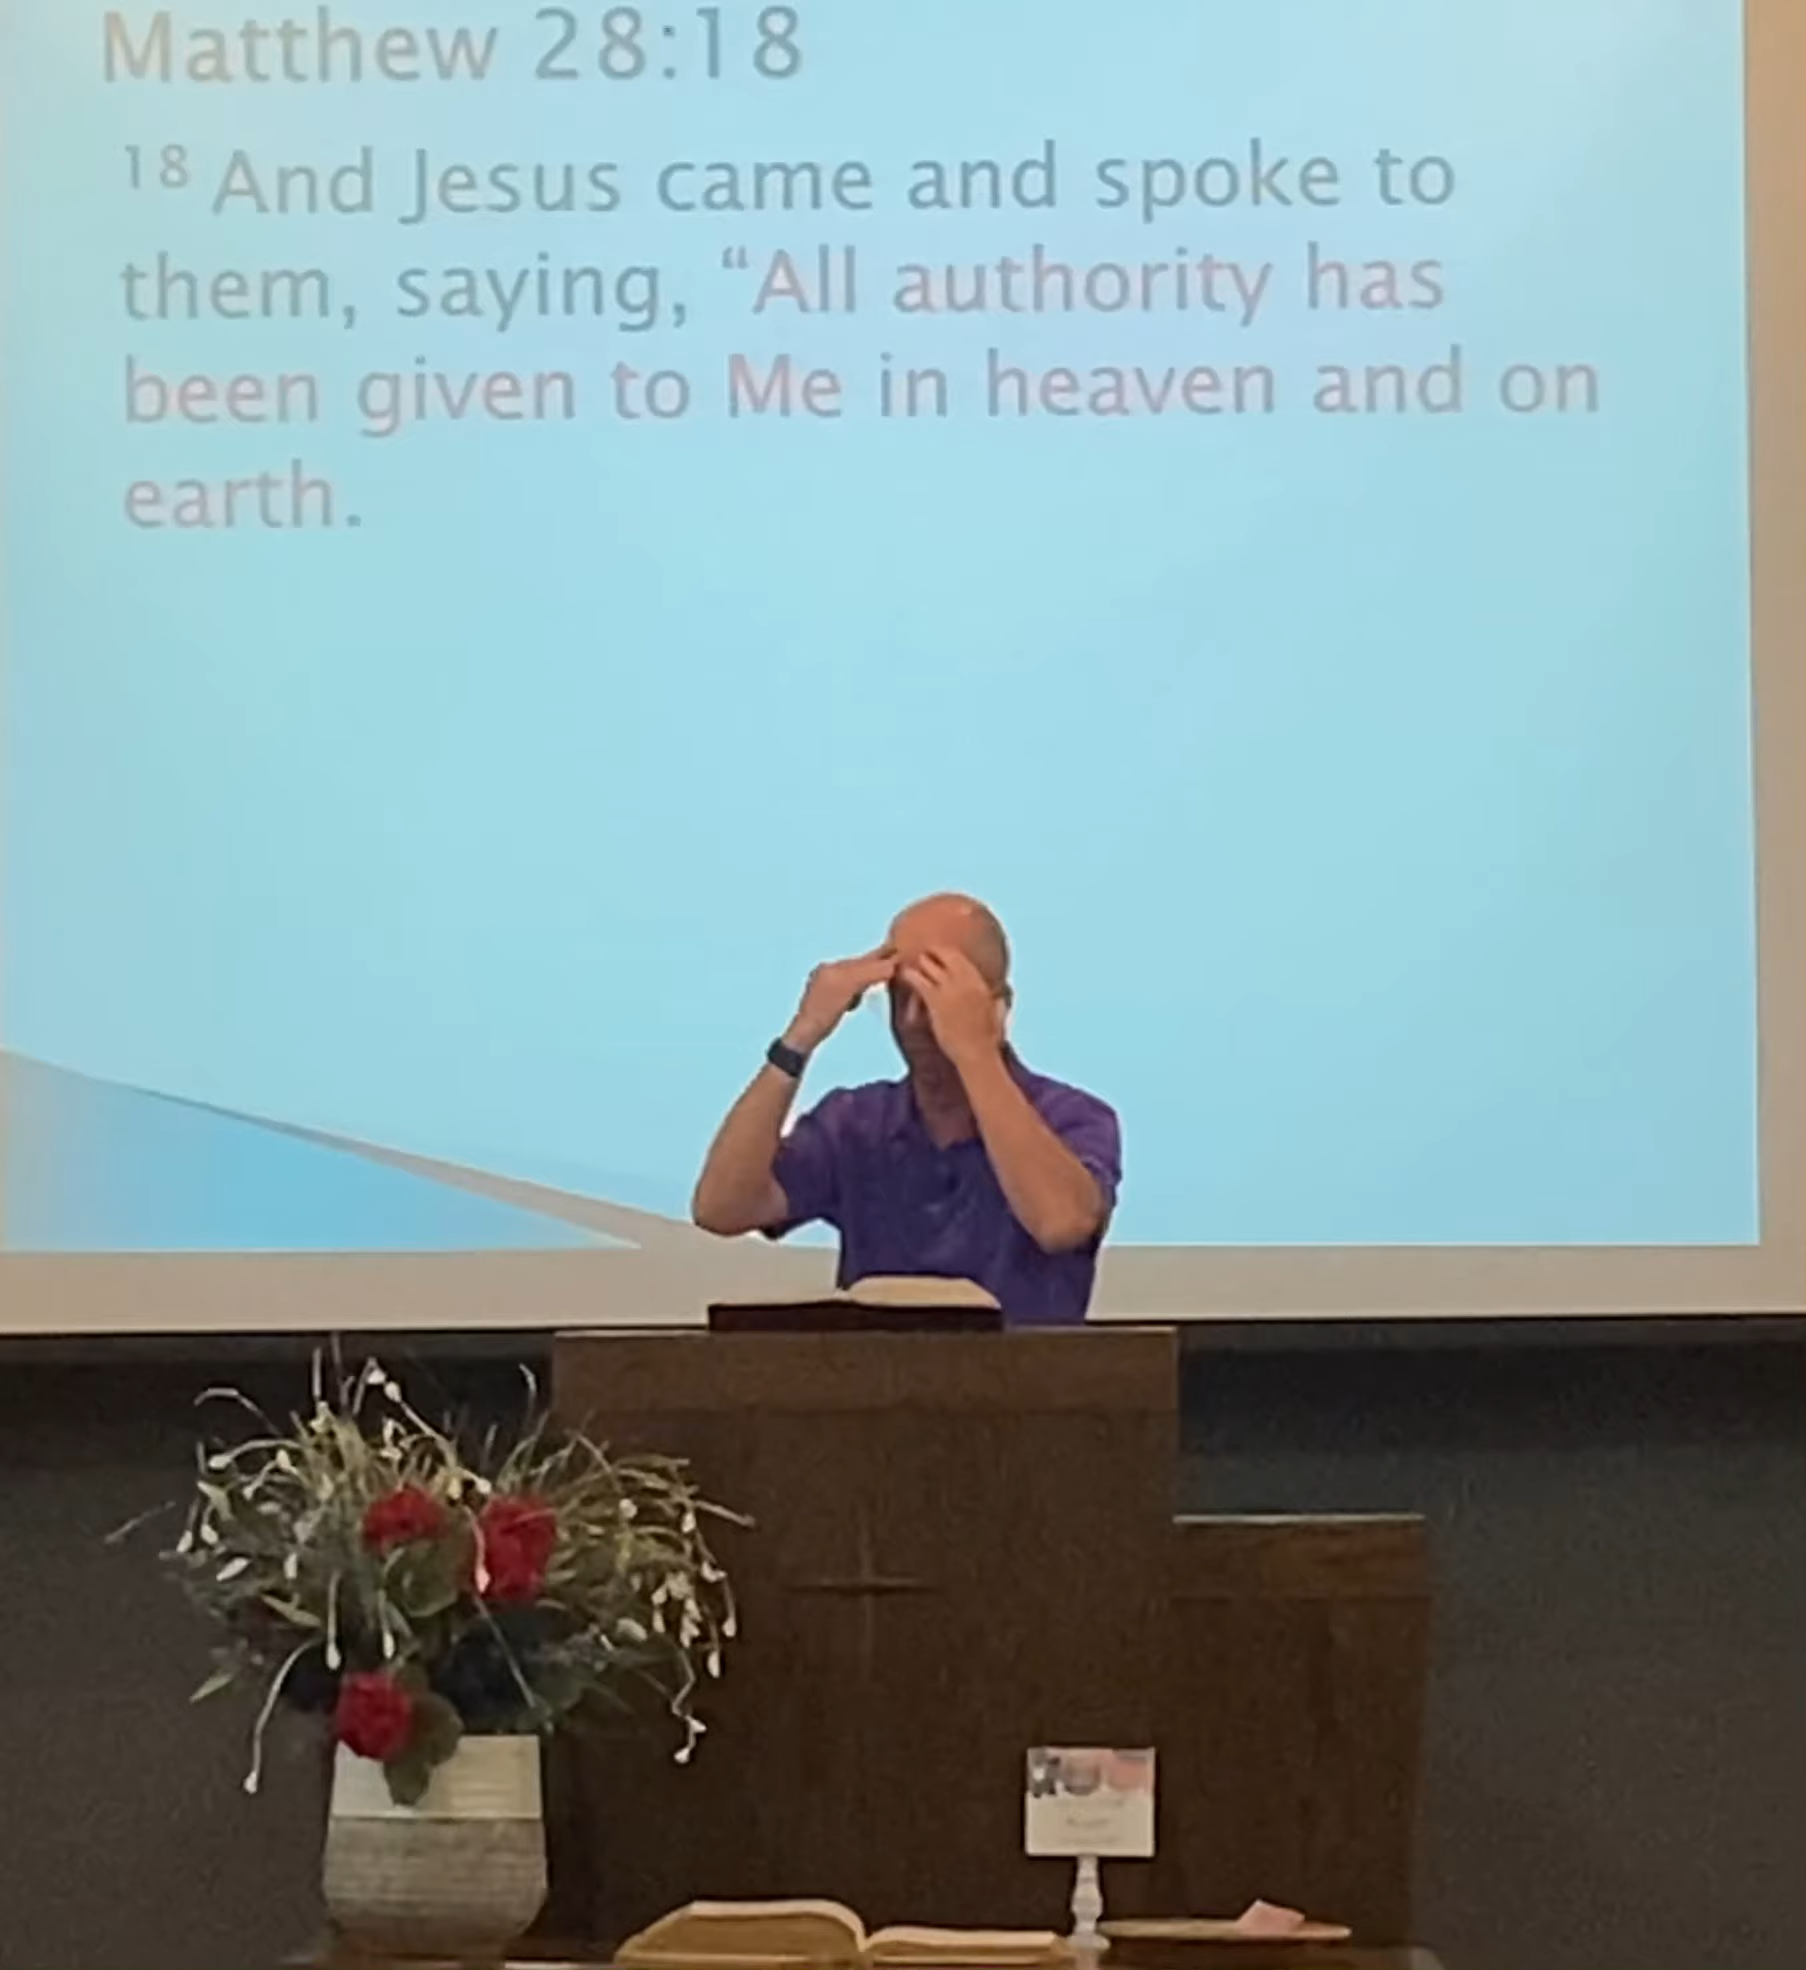 Matthew 28:18
18 And Jesus came and spoke to
them, saying, “All authority has
been given to Me in heaven and on
earth.